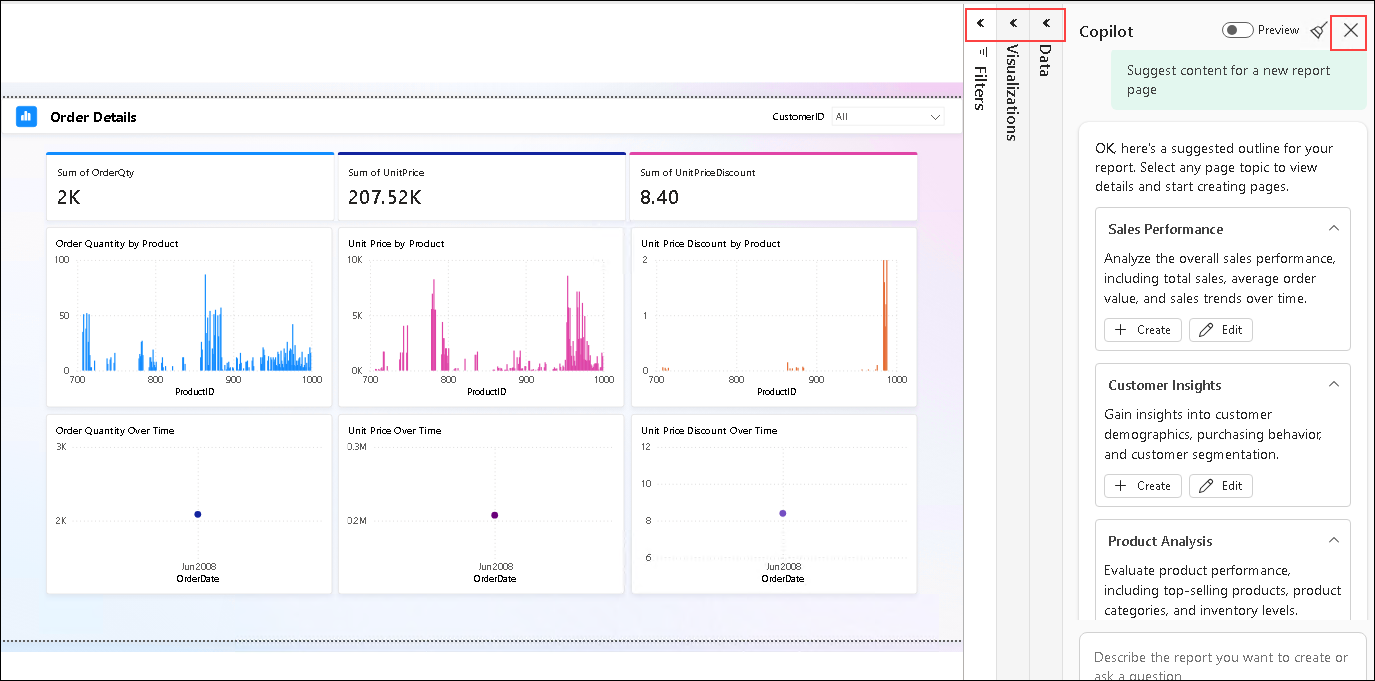 Order Details
CustomerID All
Sum of OrderQty
2K
Sum of UnitPrice
207.52K
Sum of UnitPriceDiscount
8.40
Order Quantity by Product
100
50
0
700 800 900 1000
ProductID
Unit Price by Product
10K
5K
0K
700 800 900 1000
ProductID
Unit Price Discount by Product
2
1
0
700 800 900 1000
ProductID
Order Quantity Over Time
3K
2K
Jun 2008
OrderDate
Unit Price Over Time
0.3M
0.2M
Jun 2008
OrderDate
Unit Price Discount Over Time
12
10
8
6
Jun 2008
OrderDate
Filters
Visualizations
Data
Copilot
Preview
Suggest content for a new report
page
OK, here's a suggested outline for your
report. Select any page topic to view
details and start creating pages.
Sales Performance
Analyze the overall sales performance,
including total sales, average order
value, and sales trends over time.
Create Edit
Customer Insights
Gain insights into customer
demographics, purchasing behavior,
and customer segmentation.
Create Edit
Product Analysis
Evaluate product performance,
including top-selling products, product
categories, and inventory levels.
Describe the report you want to create or
ask a question